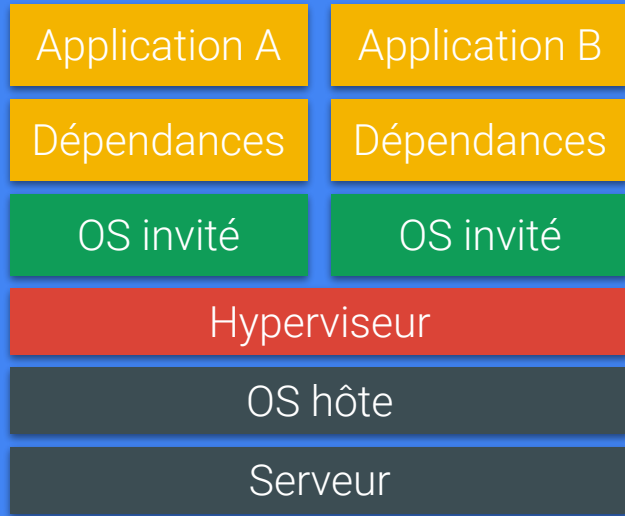 Application A
Application B
Dépendances
Dépendances
OS invité
OS invité
Hyperviseur
OS hôte
Serveur